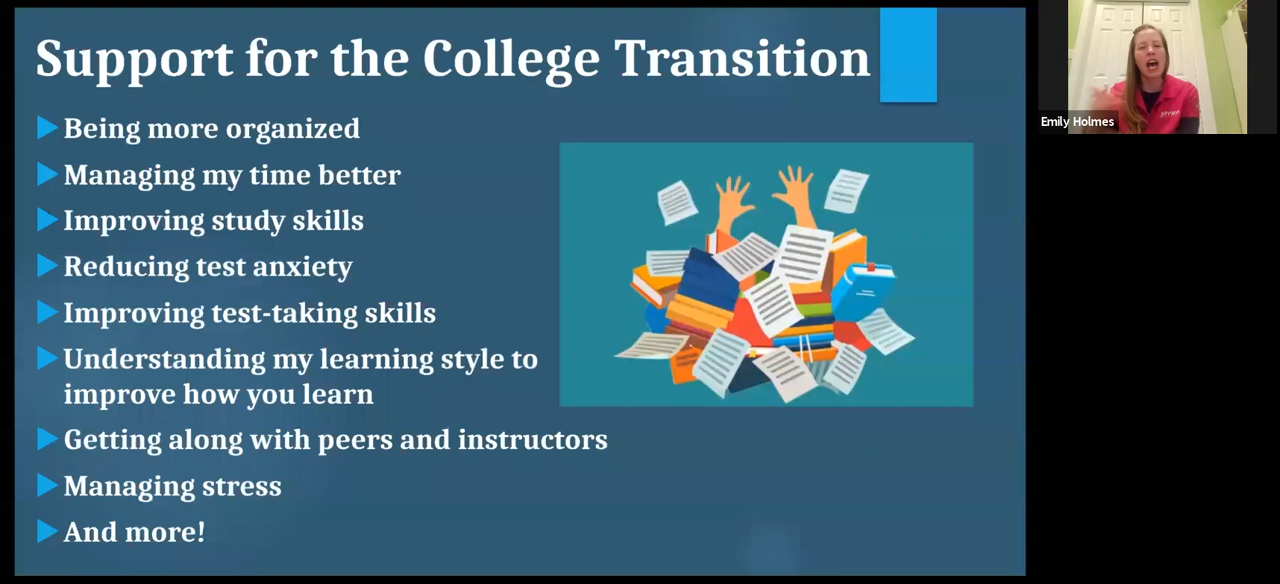 Support for the College Transition
Being more organized
Managing my time better
Improving study skills
Reducing test anxiety
Improving test-taking skills
Understanding my learning style to
improve how you learn
Getting along with peers and instructors
Managing stress
And more!
Emily Holmes